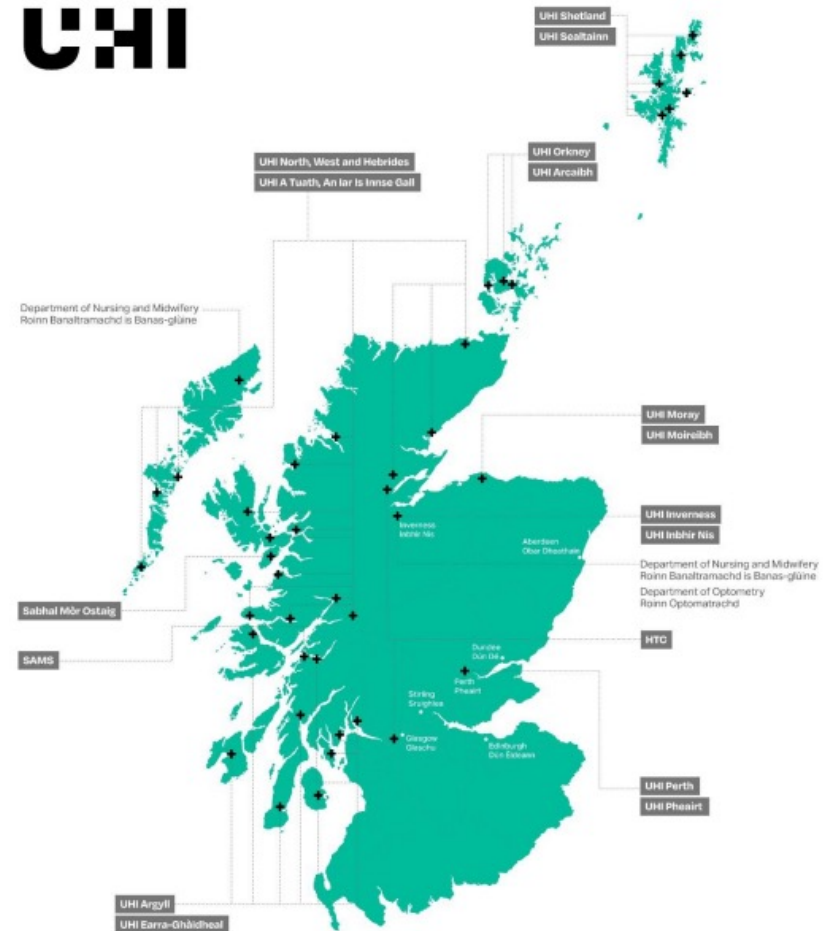 UHI
UHI Shetland
UHI Sealtainn
UHI Orkney
UHI Arcaibh
UHI North, West and Hebrides
UHI A Tuath, An Iar Is Innse Gall
Department of Nursing and Midwifery
Roinn Banaltramachd is Banas-glùine
UHI Moray
UHI Moireibh
UHI Inverness
UHI Inbhir Nis
Inverness
Inbhir Nis
Aberdeen
Obar Dheathain
Department of Nursing and Midwifery
Roinn Banaltramachd is Banas-glùine
Department of Optometry
Roinn Optomatrachd
Sabhal Mòr Ostaig
SAMS
HTC
Dundee
Dùn Dè
Perth
Pheairt
Stirling
Sruighlea
Glasgow
Glaschu
Edinburgh
Dùn Èideann
UHI Perth
UHI Pheairt
UHI Argyll
UHI Earra-Ghàidheal